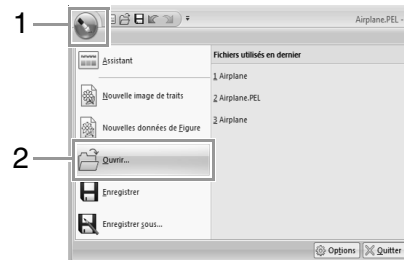 1
Airplane.PEL -
Assistant
Fichiers utilisés en dernier
1 Airplane
Nouvelle image de traits
2 Airplane.PEL
3 Airplane
Nouvelles données de Figure
2
Ouvrir...
Enregistrer
Enregistrer sous...
Options
Quitter